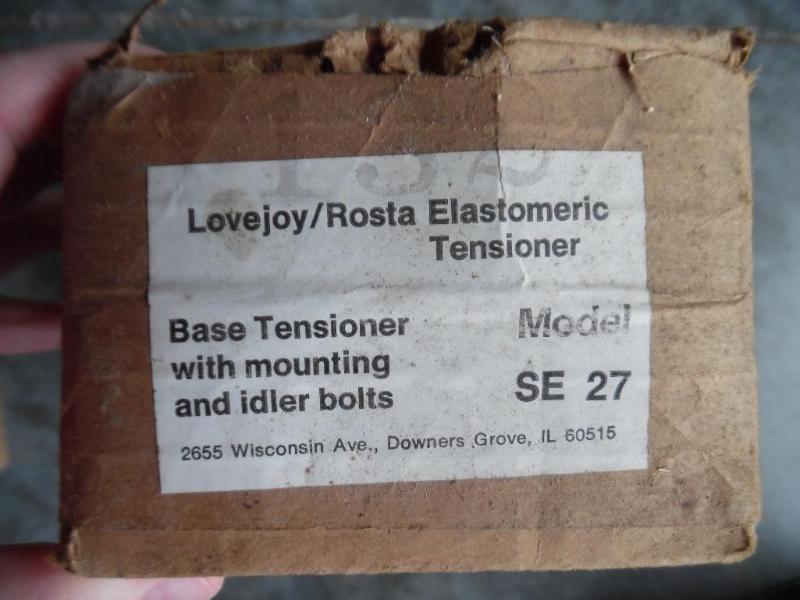 132
Lovejoy/Rosta Elastomeric
Tensioner
Base Tensioner
with mounting
and idler bolts
Model
SE 27
2655 Wisconsin Ave., Downers Grove, IL 60515